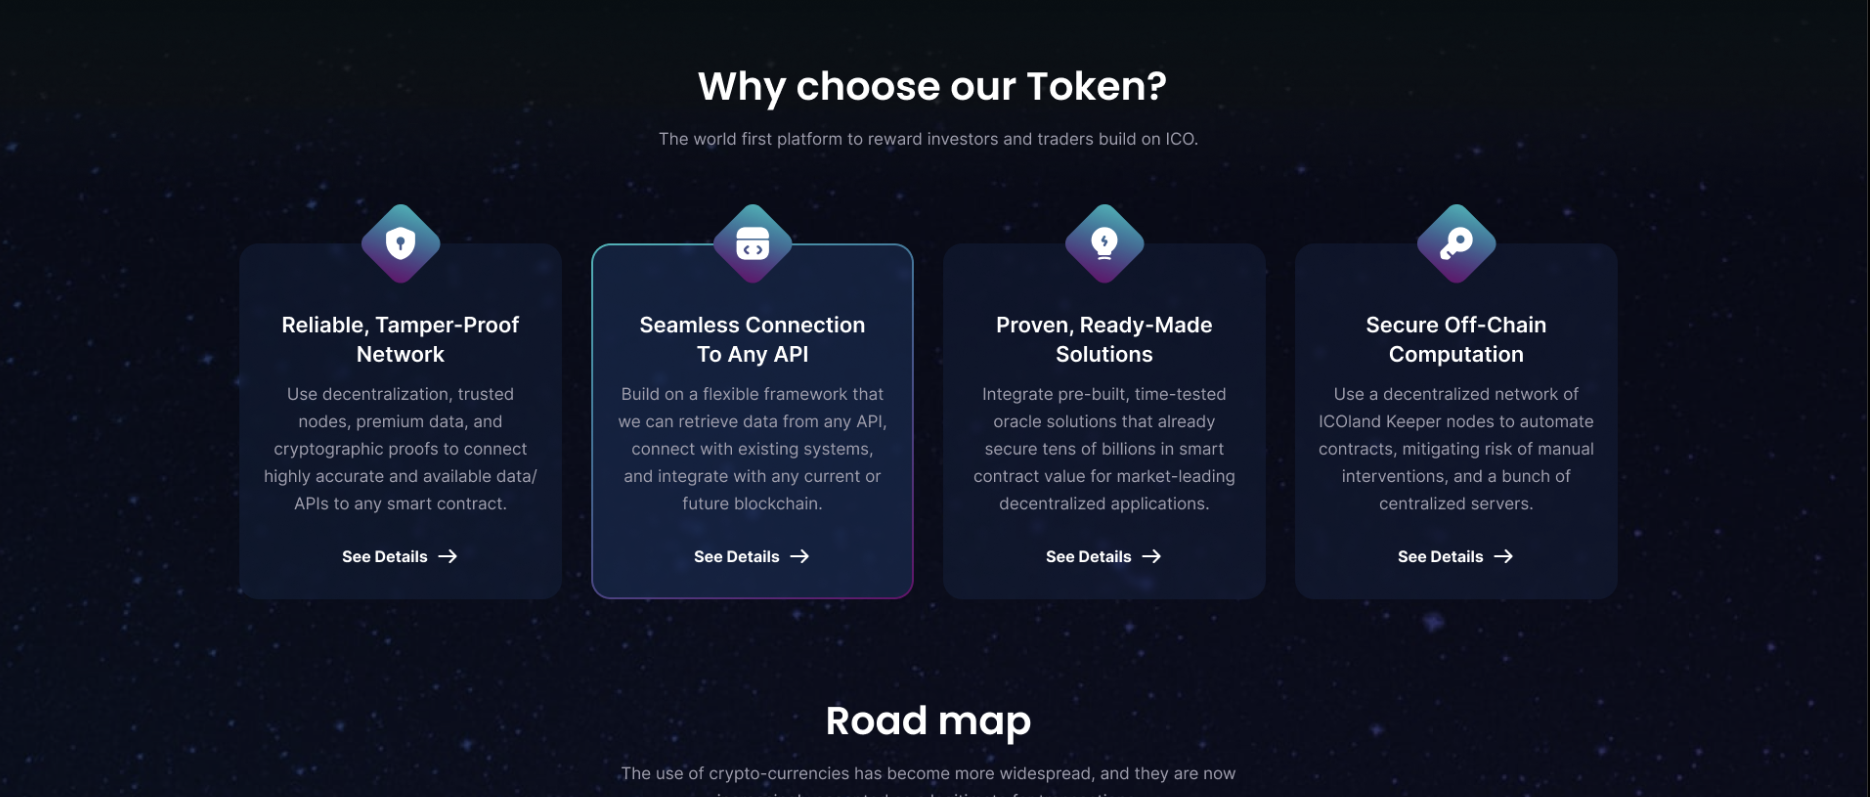 Why choose our Token?
The world first platform to reward investors and traders build on ICO.
Reliable, Tamper-Proof
Network
Use decentralization, trusted
nodes, premium data, and
cryptographic proofs to connect
highly accurate and available data/
APIs to any smart contract.
See Details
Seamless Connection
To Any API
Build on a flexible framework that
we can retrieve data from any API,
connect with existing systems,
and integrate with any current or
future blockchain.
See Details
Proven, Ready-Made
Solutions
Integrate pre-built, time-tested
oracle solutions that already
secure tens of billions in smart
contract value for market-leading
decentralized applications.
See Details
Secure Off-Chain
Computation
Use a decentralized network of
ICOland Keeper nodes to automate
contracts, mitigating risk of manual
interventions, and a bunch of
centralized servers.
See Details
Road map
The use of crypto-currencies has become more widespread, and they are now